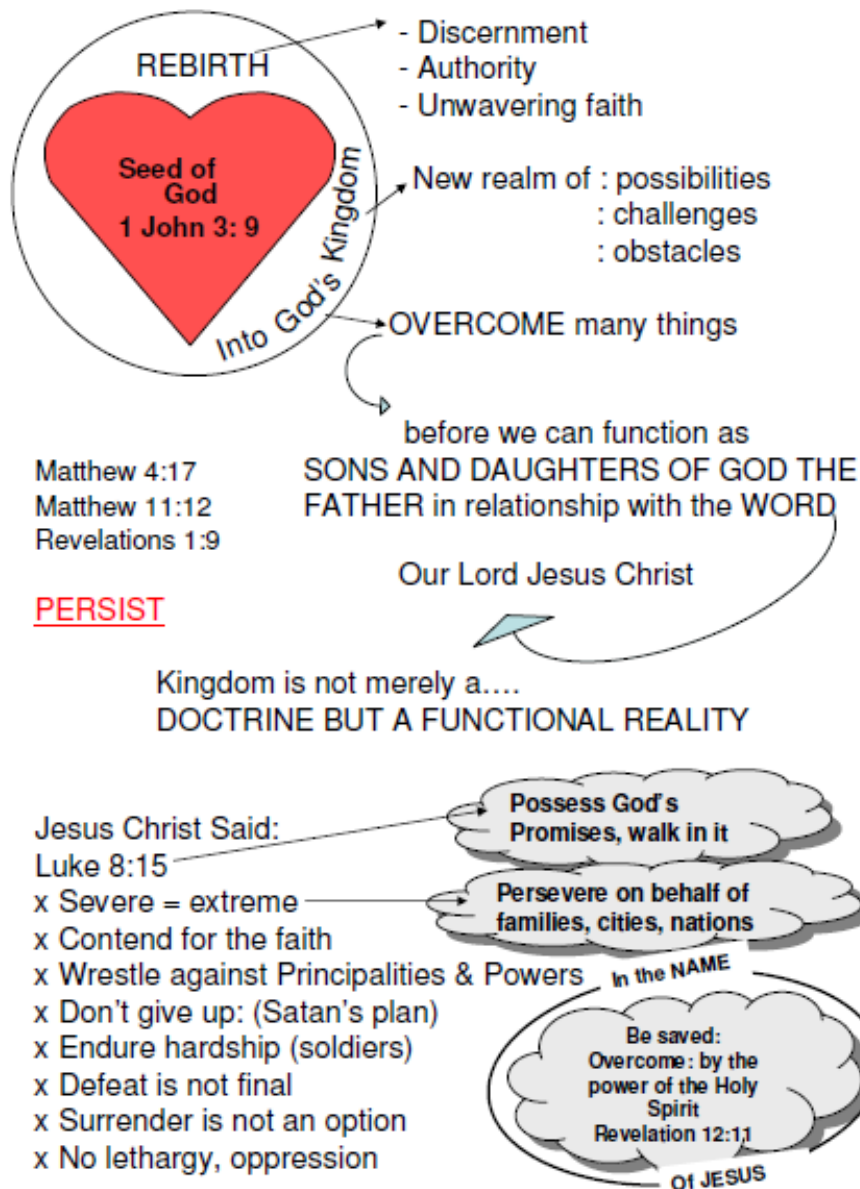 REBIRTH
- Discernment
- Authority
- Unwavering faith
Seed of
God
1 John 3: 9
Into God's Kingdom
New realm of : possibilities
: challenges
: obstacles
OVERCOME many things
before we can function as
SONS AND DAUGHTERS OF GOD THE
FATHER in relationship with the WORD
Matthew 4:17
Matthew 11:12
Revelations 1:9
Our Lord Jesus Christ
PERSIST
Kingdom is not merely a....
DOCTRINE BUT A FUNCTIONAL REALITY
Possess God's
Promises, walk in it
Jesus Christ Said:
Luke 8:15
x Severe = extreme
Persevere on behalf of
families, cities, nations
x Contend for the faith
x Wrestle against Principalities & Powers
x Don't give up: (Satan's plan)
x Endure hardship (soldiers)
x Defeat is not final
x Surrender is not an option
x No lethargy, oppression
In the NAME
Be saved:
Overcome: by the
power of the Holy
Spirit
Revelation 12:11
Of JESUS